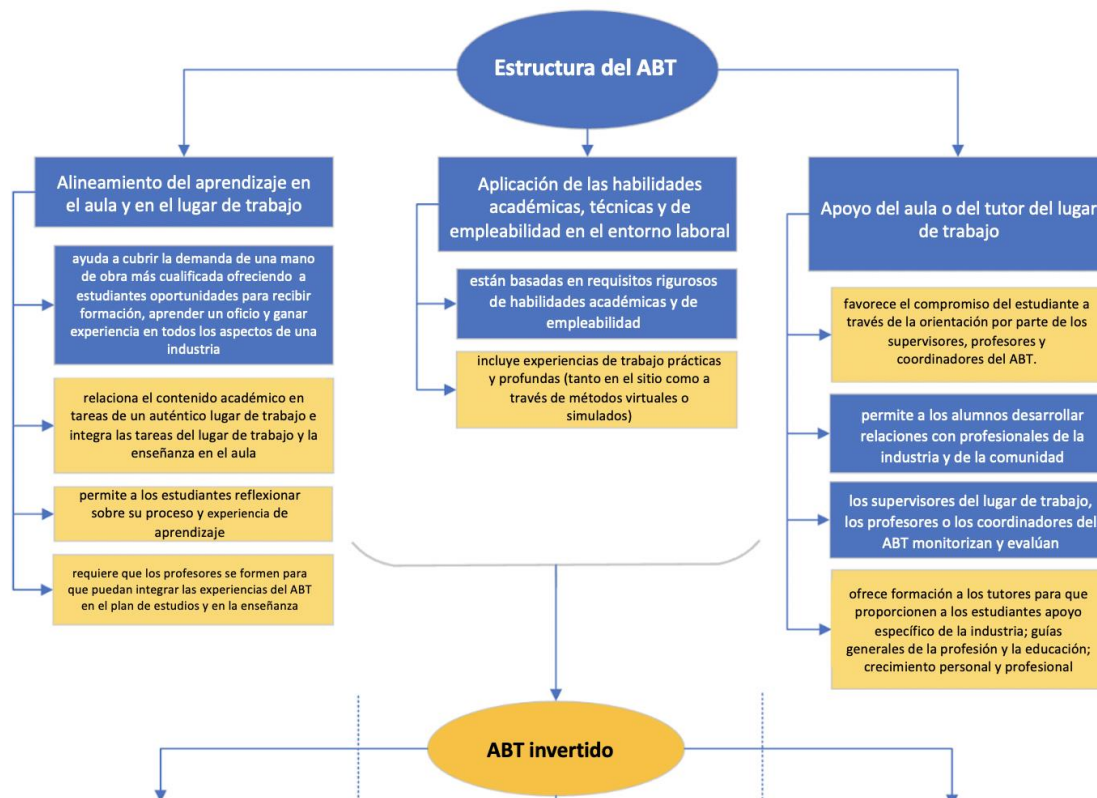 Estructura del ABT
Alineamiento del aprendizaje en
el aula y en el lugar de trabajo
ayuda a cubrir la demanda de una mano
de obra más cualificada ofreciendo a
estudiantes oportunidades para recibir
formación, aprender un oficio y ganar
experiencia en todos los aspectos de una
industria
relaciona el contenido académico en
tareas de un auténtico lugar de trabajo e
integra las tareas del lugar de trabajo y la
enseñanza en el aula
permite a los estudiantes reflexionar
sobre su proceso y experiencia de
aprendizaje
requiere que los profesores se formen para
que puedan integrar las experiencias del ABT
en el plan de estudios y en la enseñanza
Aplicación de las habilidades
académicas, técnicas y de
empleabilidad en el entorno laboral
están basadas en requisitos rigurosos
de habilidades académicas y de
empleabilidad
incluye experiencias de trabajo prácticas
y profundas (tanto en el sitio como a
través de métodos virtuales o
simulados)
Apoyo del aula o del tutor del lugar
de trabajo
favorece el compromiso del estudiante a
través de la orientación por parte de los
supervisores, profesores y
coordinadores del ABT.
permite a los alumnos desarrollar
relaciones con profesionales de la
industria y de la comunidad
los supervisores del lugar de trabajo,
los profesores o los coordinadores del
ABT monitorizan y evalúan
ofrece formación a los tutores para que
proporcionen a los estudiantes apoyo
específico de la industria; guías
generales de la profesión y la educación;
crecimiento personal y profesional
ABT invertido